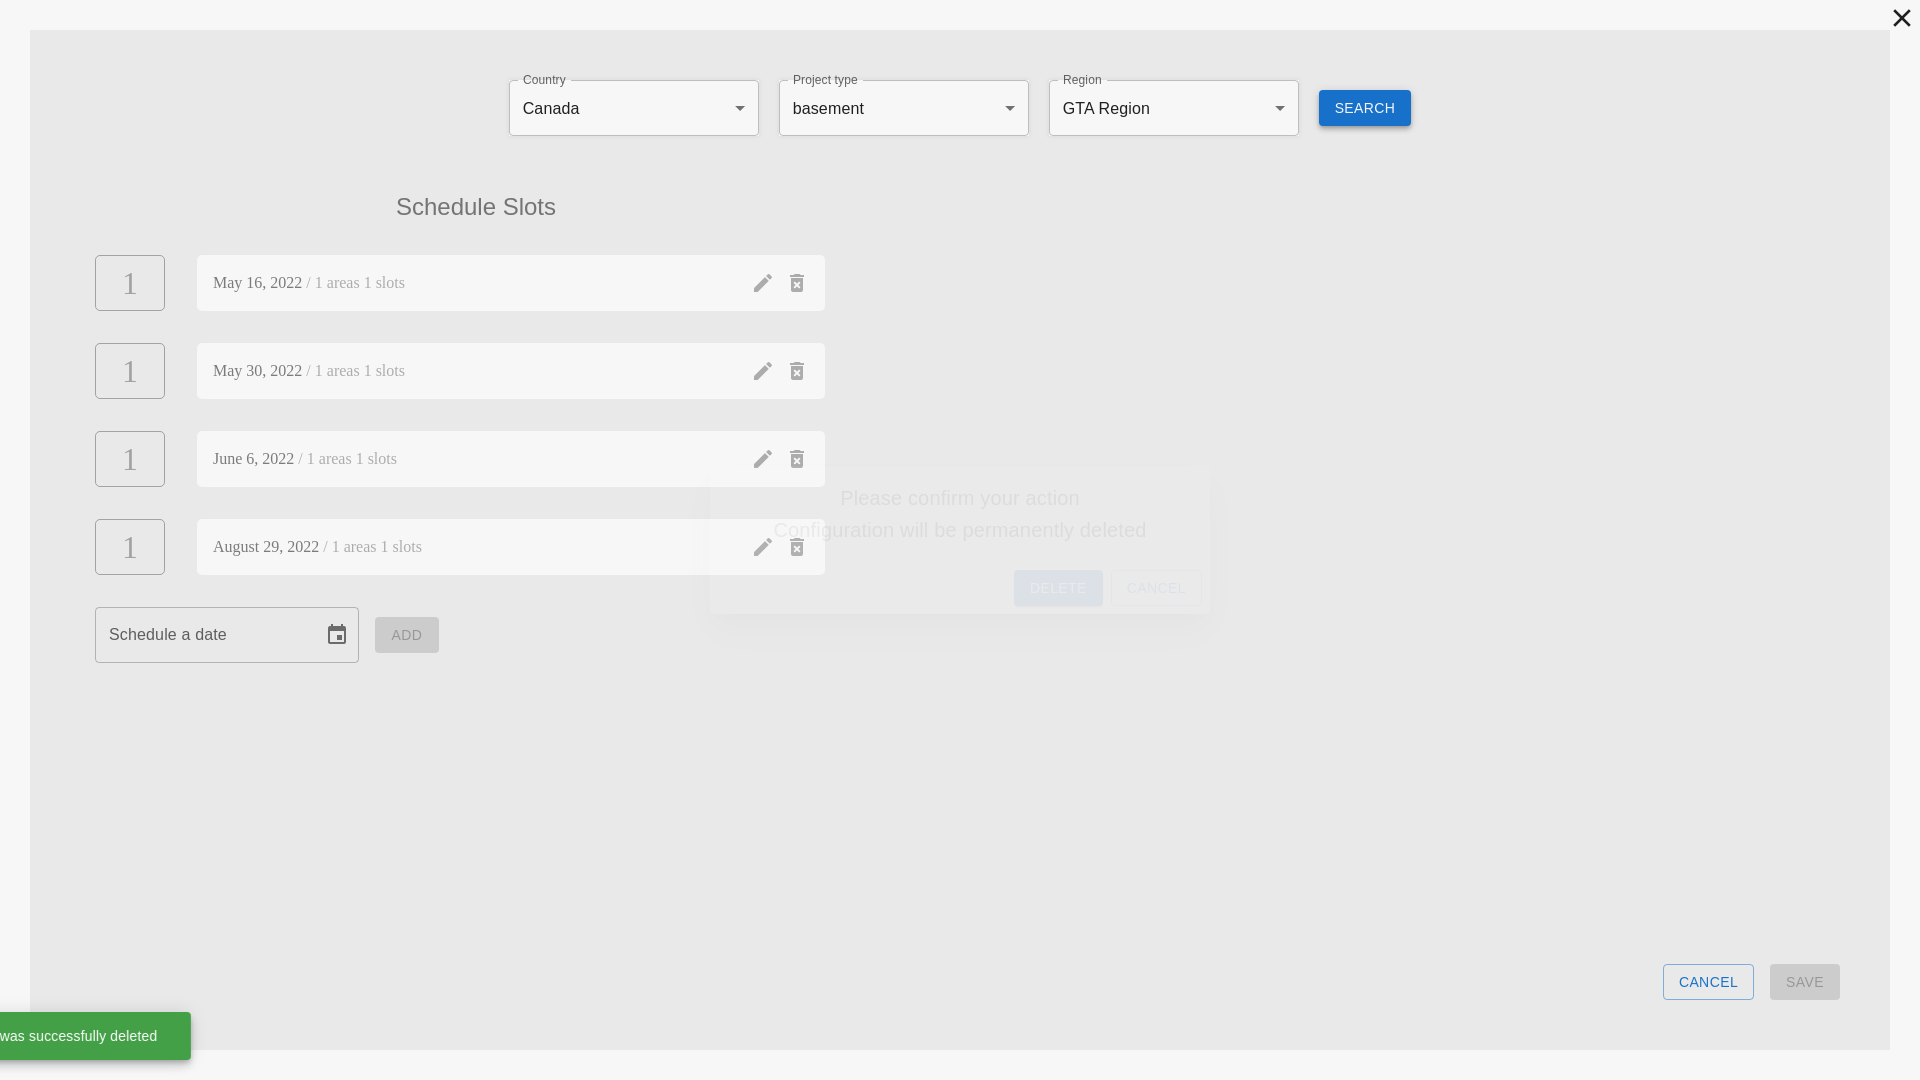 Country
Canada
Project type
basement
Region
GTA Region
SEARCH
Schedule Slots
1
May 16, 2022 / 1 areas 1 slots
1
May 30, 2022 / 1 areas 1 slots
1
June 6, 2022 / 1 areas 1 slots
1
August 29, 2022 / 1 areas 1 slots
Please confirm your action
Configuration will be permanently deleted
DELETE
CANCEL
Schedule a date
ADD
CANCEL
SAVE
was successfully deleted